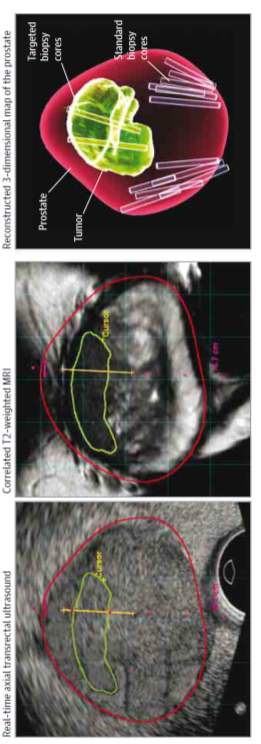 Real-time axial transrectal ultrasound
Cursor
Correlated T2-weighted MRI
Cursor
Reconstructed 3-dimensional map of the prostate
Prostate
Tumor
Targeted
biopsy
cores
Standard
biopsy
cores